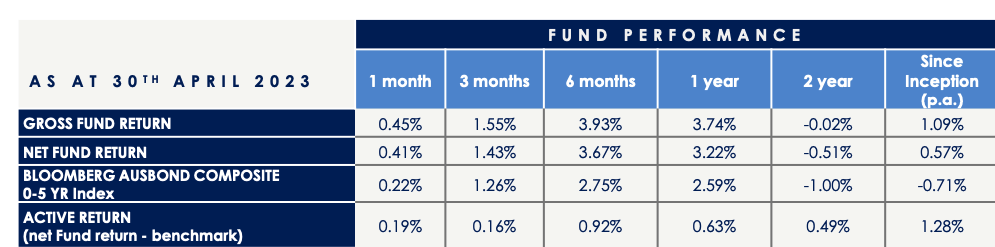 FUND PERFORMANCE
AS AT 30TH APRIL 2023 1 month 3 months 6 months 1 year 2 year Since Inception (p.a.)
GROSS FUND RETURN 0.45% 1.55% 3.93% 3.74% -0.02% 1.09%
NET FUND RETURN 0.41% 1.43% 3.67% 3.22% -0.51% 0.57%
BLOOMBERG AUSBOND COMPOSITE
0-5 YR Index 0.22% 1.26% 2.75% 2.59% -1.00% -0.71%
ACTIVE RETURN
(net Fund return - benchmark) 0.19% 0.16% 0.92% 0.63% 0.49% 1.28%